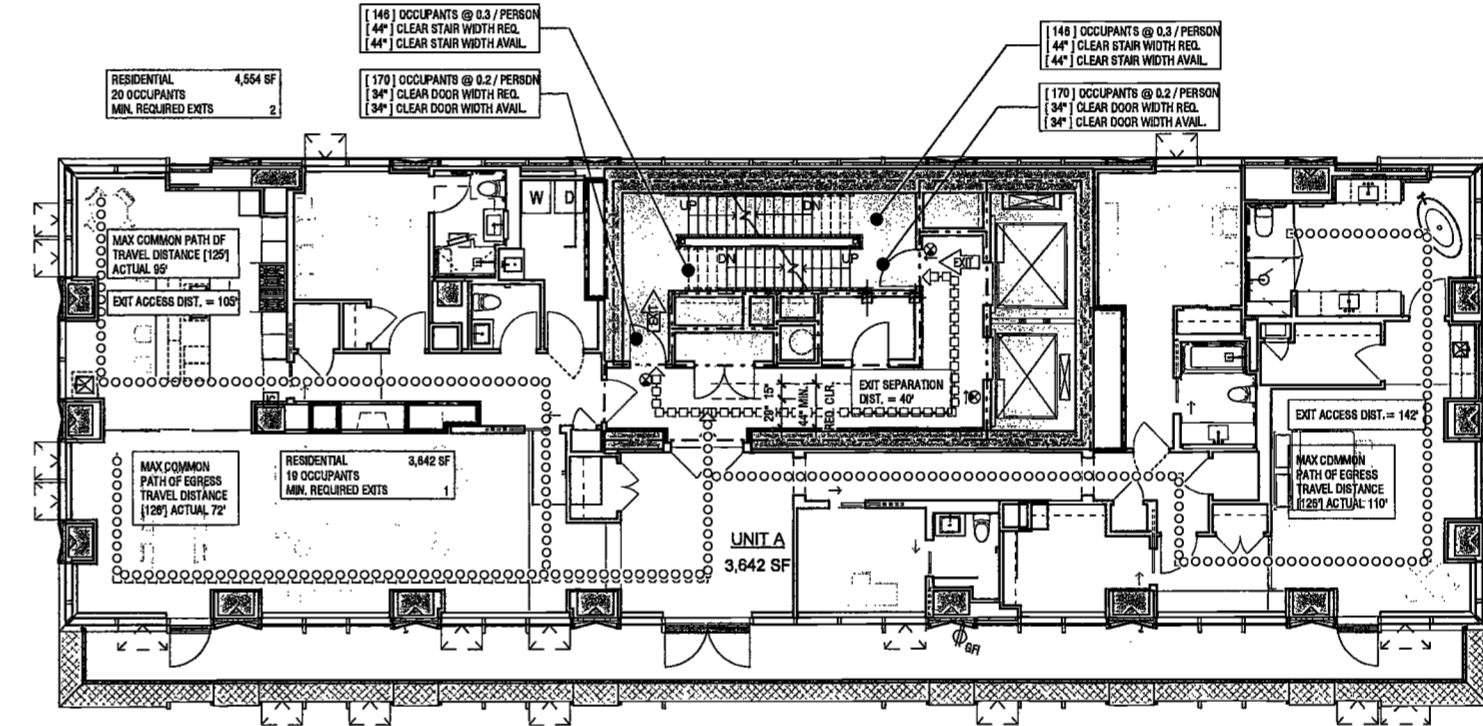 [ 146 ] OCCUPANTS @ 0.3 / PERSON
[ 44" ] CLEAR STAIR WIDTH REQ.
[ 44" ] CLEAR STAIR WIDTH AVAIL.
[ 146 ] OCCUPANTS @ 0.3 / PERSON
[ 44" ] CLEAR STAIR WIDTH REQ.
[ 44" ] CLEAR STAIR WIDTH AVAIL.
RESIDENTIAL 4,554 SF
20 OCCUPANTS
MIN. REQUIRED EXITS 2
[ 170 ] OCCUPANTS @ 0.2 / PERSON
[ 34" ] CLEAR DOOR WIDTH REQ.
[ 34" ] CLEAR DOOR WIDTH AVAIL.
[ 170 ] OCCUPANTS @ 0.2 / PERSON
[ 34" ] CLEAR DOOR WIDTH REQ.
[ 34" ] CLEAR DOOR WIDTH AVAIL.
W D
UP DN
DN UP
MAX COMMON PATH OF
TRAVEL DISTANCE [125']
ACTUAL 95'
EXIT ACCESS DIST. = 105'
EXIT
EXIT
EXIT SEPARATION
DIST. = 40'
29" 15"
44" MIN.
REQ. CLR.
EXIT ACCESS DIST. = 142'
MAX COMMON
PATH OF EGRESS
TRAVEL DISTANCE
[126'] ACTUAL 72'
RESIDENTIAL 3,642 SF
19 OCCUPANTS
MIN. REQUIRED EXITS 1
MAX COMMON
PATH OF EGRESS
TRAVEL DISTANCE
[125'] ACTUAL 110'
UNIT A
3,642 SF
GFI